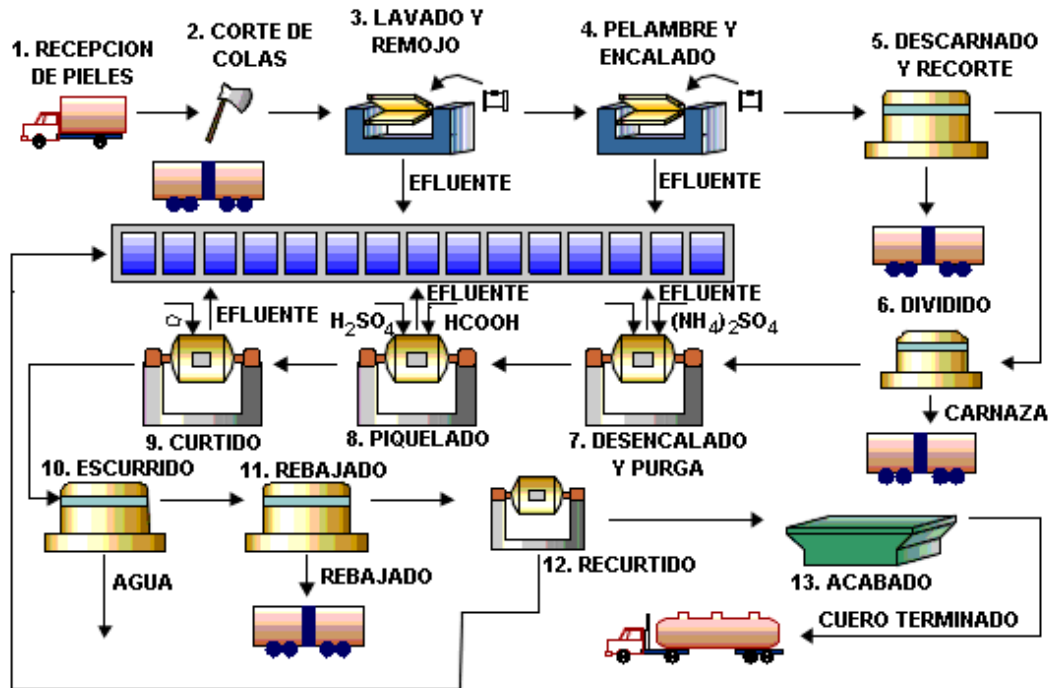 1. RECEPCION
DE PIELES
2. CORTE DE
COLAS
3. LAVADO Y
REMOJO
4. PELAMBRE Y
ENCALADO
5. DESCARNADO
Y RECORTE
EFLUENTE
EFLUENTE
EFLUENTE
H₂SO₄
EFLUENTE
HCOOH
EFLUENTE
(NH₄)₂SO₄
6. DIVIDIDO
CARNAZA
7. DESENCALADO
Y PURGA
8. PIQUELADO
9. CURTIDO
10. ESCURRIDO
11. REBAJADO
AGUA
REBAJADO
12. RECURTIDO
13. ACABADO
CUERO TERMINADO